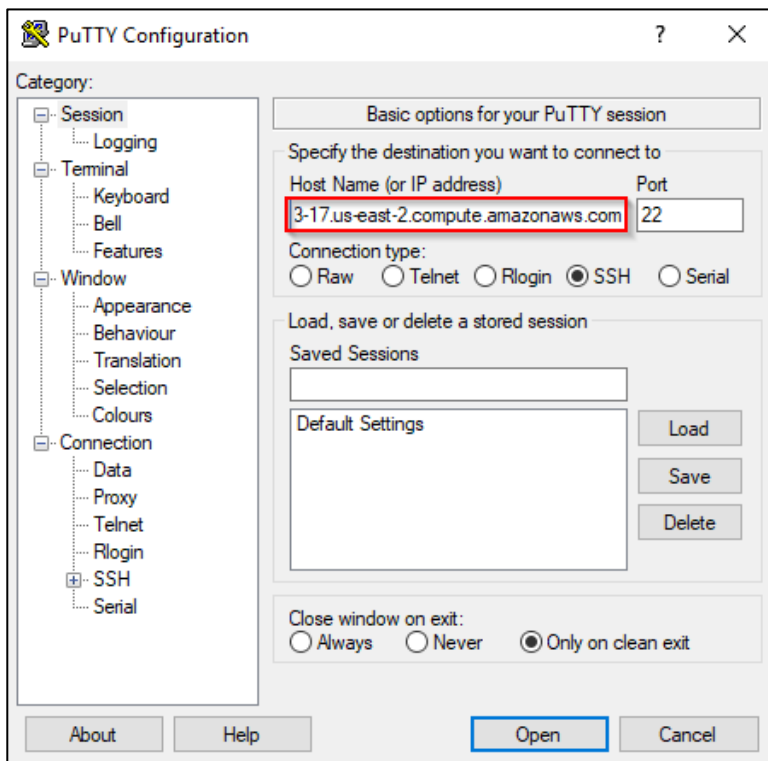 PuTTY Configuration
?
Category:
Session
Logging
Terminal
Keyboard
Bell
Features
Window
Appearance
Behaviour
Translation
Selection
Colours
Connection
Data
Proxy
Telnet
Rlogin
SSH
Serial
Basic options for your PuTTY session
Specify the destination you want to connect to
Host Name (or IP address) Port
3-17.us-east-2.compute.amazonaws.com 22
Connection type:
Raw Telnet Rlogin SSH Serial
Load, save or delete a stored session
Saved Sessions
Default Settings
Load
Save
Delete
Close window on exit:
Always Never Only on clean exit
About Help Open Cancel